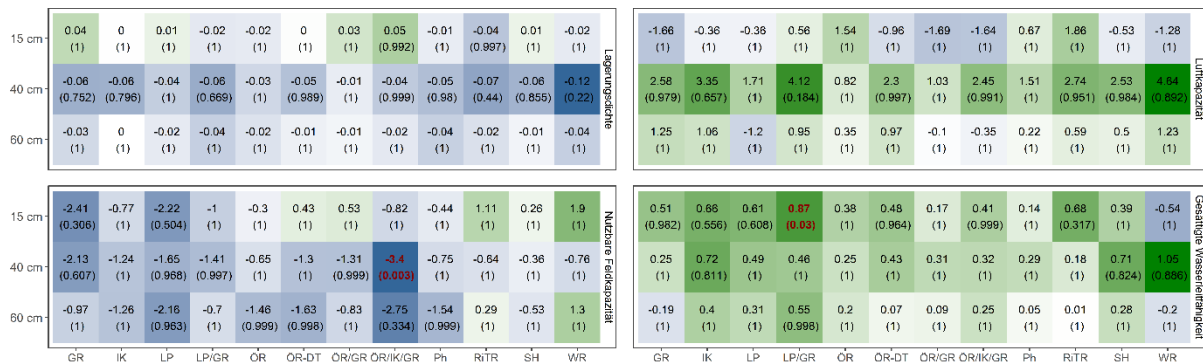 15 cm 0.04 0 0.01 -0.02 -0.02 0 0.03 0.05 -0.01 -0.04 0.01 -0.02
(1) (1) (1) (1) (1) (1) (1) (0.992) (1) (0.997) (1) (1)
40 cm -0.06 -0.06 -0.04 -0.06 -0.03 -0.05 -0.01 -0.04 -0.05 -0.07 -0.06 -0.12
(0.752) (0.796) (1) (0.669) (1) (0.989) (1) (0.999) (0.98) (0.44) (0.855) (0.22)
60 cm -0.03 0 -0.02 -0.04 -0.02 -0.01 -0.01 -0.02 -0.04 -0.02 -0.01 -0.04
(1) (1) (1) (1) (1) (1) (1) (1) (1) (1) (1) (1)
Lagerungsdichte
-1.66 -0.36 -0.38 0.56 1.54 -0.96 -1.69 -1.64 0.67 1.86 -0.53 -1.28
(1) (1) (1) (1) (1) (1) (1) (1) (1) (1) (1) (1)
2.58 3.35 1.71 4.12 0.82 2.3 1.03 2.45 1.51 2.74 2.53 4.64
(0.979) (0.657) (1) (0.184) (1) (0.997) (1) (0.991) (1) (0.951) (0.984) (0.892)
1.25 1.06 -1.2 0.95 0.35 0.97 -0.1 -0.35 0.22 0.59 0.5 1.23
(1) (1) (1) (1) (1) (1) (1) (1) (1) (1) (1) (1)
Luftkapazität
15 cm -2.41 -0.77 -2.22 -1 -0.3 0.43 0.53 -0.82 -0.44 1.11 0.26 1.9
(0.306) (1) (0.504) (1) (1) (1) (1) (1) (1) (1) (1) (1)
40 cm -2.13 -1.24 -1.65 -1.41 -0.65 -1.3 -1.31 -3.4 -0.75 -0.64 -0.36 -0.76
(0.607) (1) (0.968) (0.997) (1) (1) (0.999) (0.003) (1) (1) (1) (1)
60 cm -0.97 -1.26 -2.16 -0.7 -1.46 -1.63 -0.83 -2.75 -1.54 0.29 -0.53 1.3
(1) (1) (0.963) (1) (0.999) (0.998) (1) (0.334) (0.999) (1) (1) (1)
Nutzbare Feldkapazität
GR IK LP LP/GR ÖR ÖR-DT ÖR/GR ÖR/IK/GR Ph RiTR SH WR
0.51 0.66 0.61 0.87 0.38 0.48 0.17 0.41 0.14 0.68 0.39 -0.54
(0.982) (0.556) (0.608) (0.03) (1) (0.964) (1) (0.999) (1) (0.317) (1) (1)
0.25 0.72 0.49 0.46 0.28 0.43 0.31 0.32 0.29 0.18 0.71 1.05
(1) (0.811) (1) (1) (1) (1) (1) (1) (1) (1) (0.824) (0.886)
-0.19 0.4 0.31 0.55 0.2 0.07 0.09 0.25 0.05 0.01 0.28 -0.2
(1) (1) (1) (0.998) (1) (1) (1) (1) (1) (1) (1) (1)
Gesättigte Wasserleitfähigkeit
GR IK LP LP/GR ÖR ÖR-DT ÖR/GR ÖR/IK/GR Ph RiTR SH WR